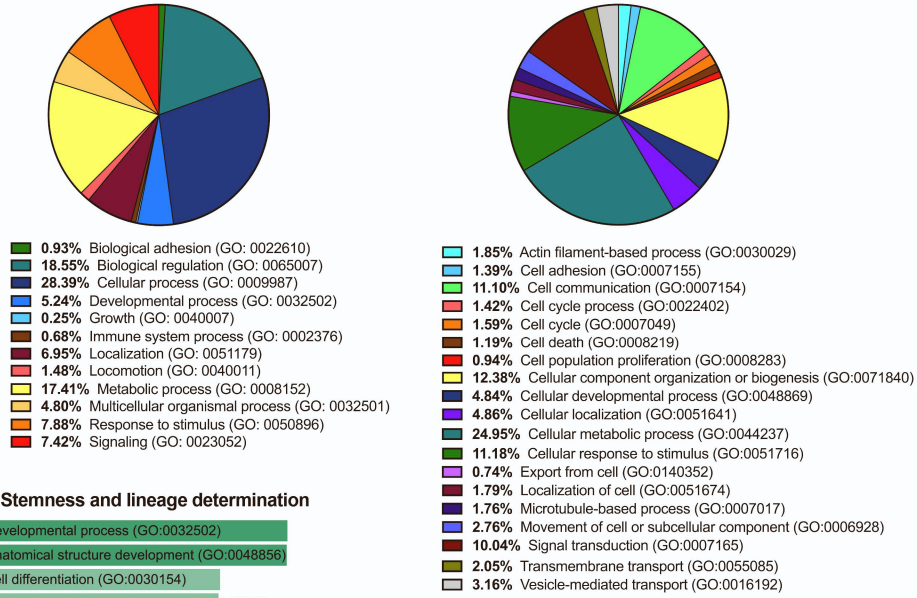 0.93% Biological adhesion (GO: 0022610)
18.55% Biological regulation (GO: 0065007)
28.39% Cellular process (GO: 0009987)
5.24% Developmental process (GO: 0032502)
0.25% Growth (GO: 0040007)
0.68% Immune system process (GO: 0002376)
6.95% Localization (GO: 0051179)
1.48% Locomotion (GO: 0040011)
17.41% Metabolic process (GO: 0008152)
4.80% Multicellular organismal process (GO: 0032501)
7.88% Response to stimulus (GO: 0050896)
7.42% Signaling (GO: 0023052)
1.85% Actin filament-based process (GO:0030029)
1.39% Cell adhesion (GO:0007155)
11.10% Cell communication (GO:0007154)
1.42% Cell cycle process (GO:0022402)
1.59% Cell cycle (GO:0007049)
1.19% Cell death (GO:0008219)
0.94% Cell population proliferation (GO:0008283)
12.38% Cellular component organization or biogenesis (GO:0071840)
4.84% Cellular developmental process (GO:0048869)
4.86% Cellular localization (GO:0051641)
24.95% Cellular metabolic process (GO:0044237)
11.18% Cellular response to stimulus (GO:0051716)
0.74% Export from cell (GO:0140352)
1.79% Localization of cell (GO:0051674)
1.76% Microtubule-based process (GO:0007017)
2.76% Movement of cell or subcellular component (GO:0006928)
10.04% Signal transduction (GO:0007165)
2.05% Transmembrane transport (GO:0055085)
3.16% Vesicle-mediated transport (GO:0016192)
Stemness and lineage determination
evelopmental process (GO:0032502)
natomical structure development (GO:0048856)
ell differentiation (GO:0030154)